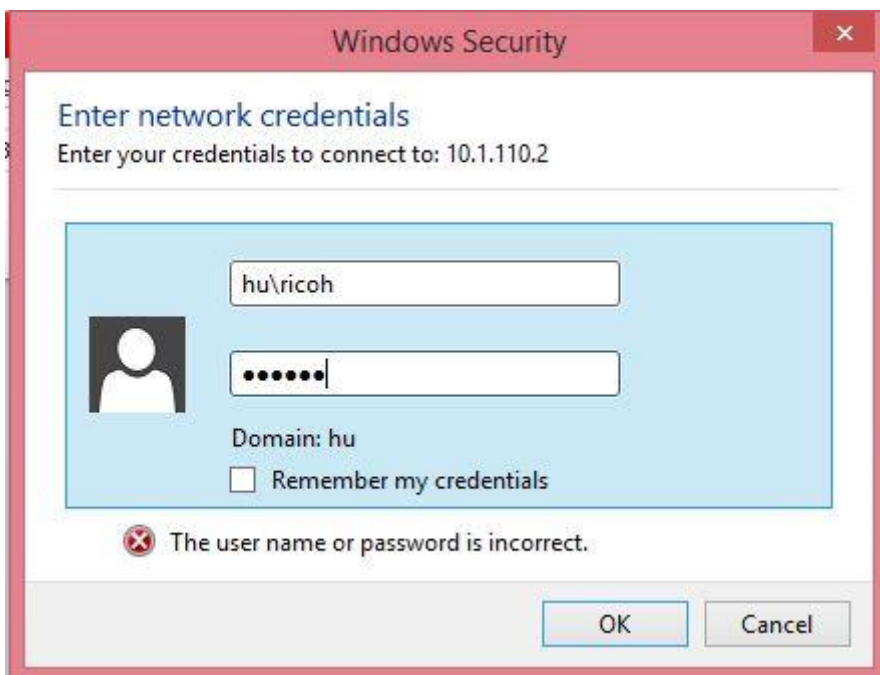 Windows Security
Enter network credentials
Enter your credentials to connect to: 10.1.110.2
hu\ricoh
●●●●●●
Domain: hu
Remember my credentials
The user name or password is incorrect.
OK
Cancel